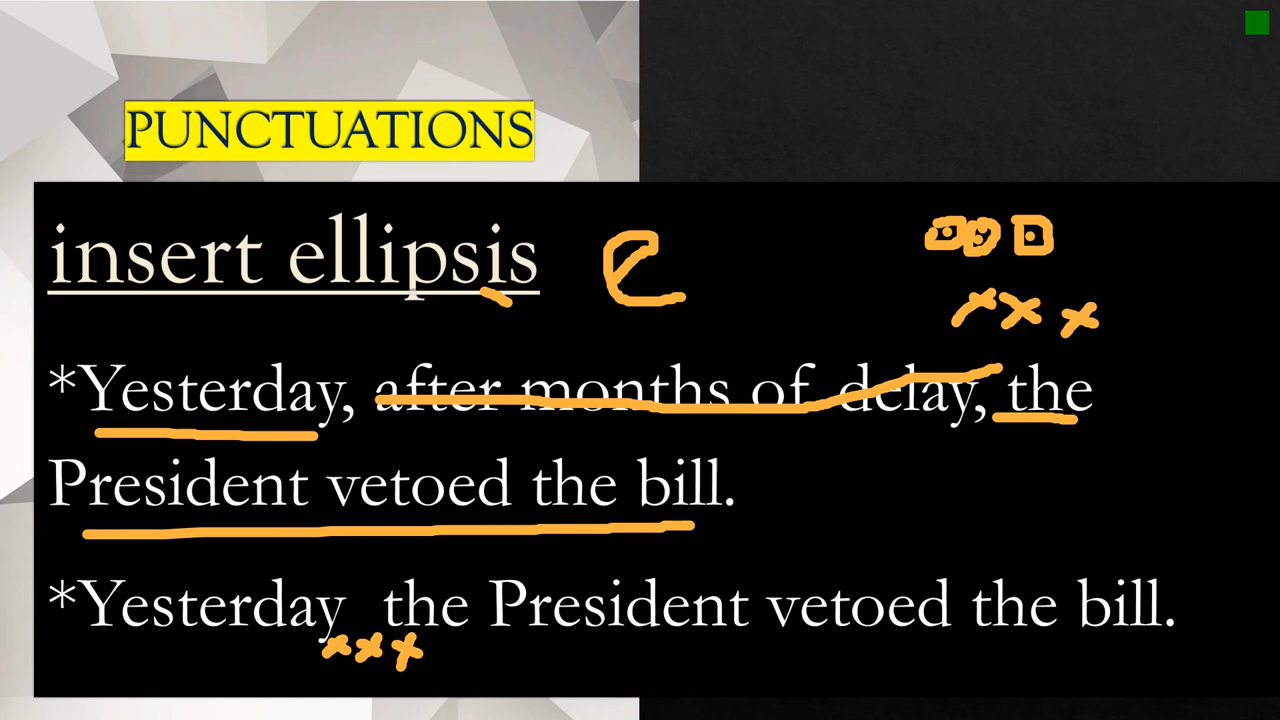 PUNCTUATIONS
insert ellipsis e
*Yesterday, after months of delay, the
President vetoed the bill.
*Yesterday the President vetoed the bill.
xxx